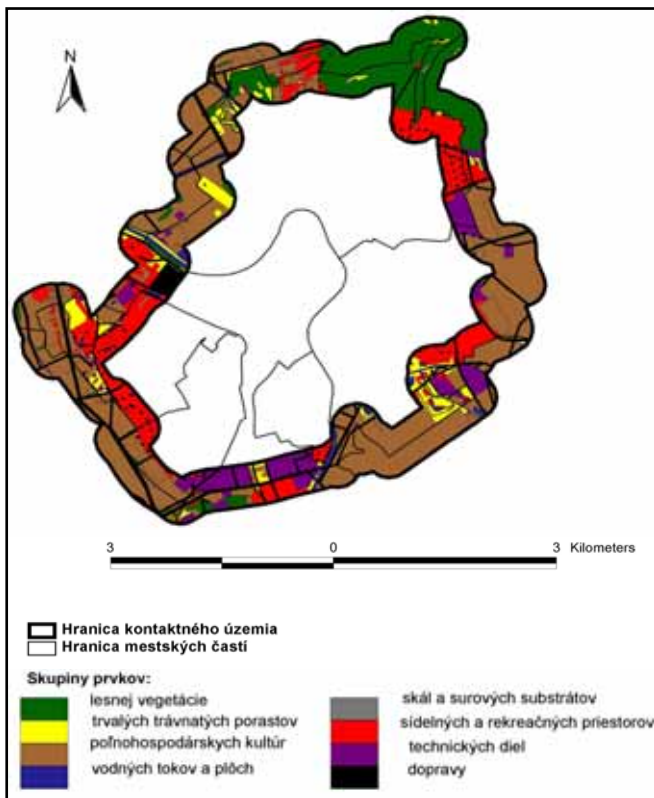 N
3 0 3 Kilometers
Hranica kontaktného územia
Hranica mestských častí
Skupiny prvkov:
lesnej vegetácie
trvalých trávnatých porastov
poľnohospodárskych kultúr
vodných tokov a plôch
skál a surových substrátov
sídelných a rekreačných priestorov
technických diel
dopravy